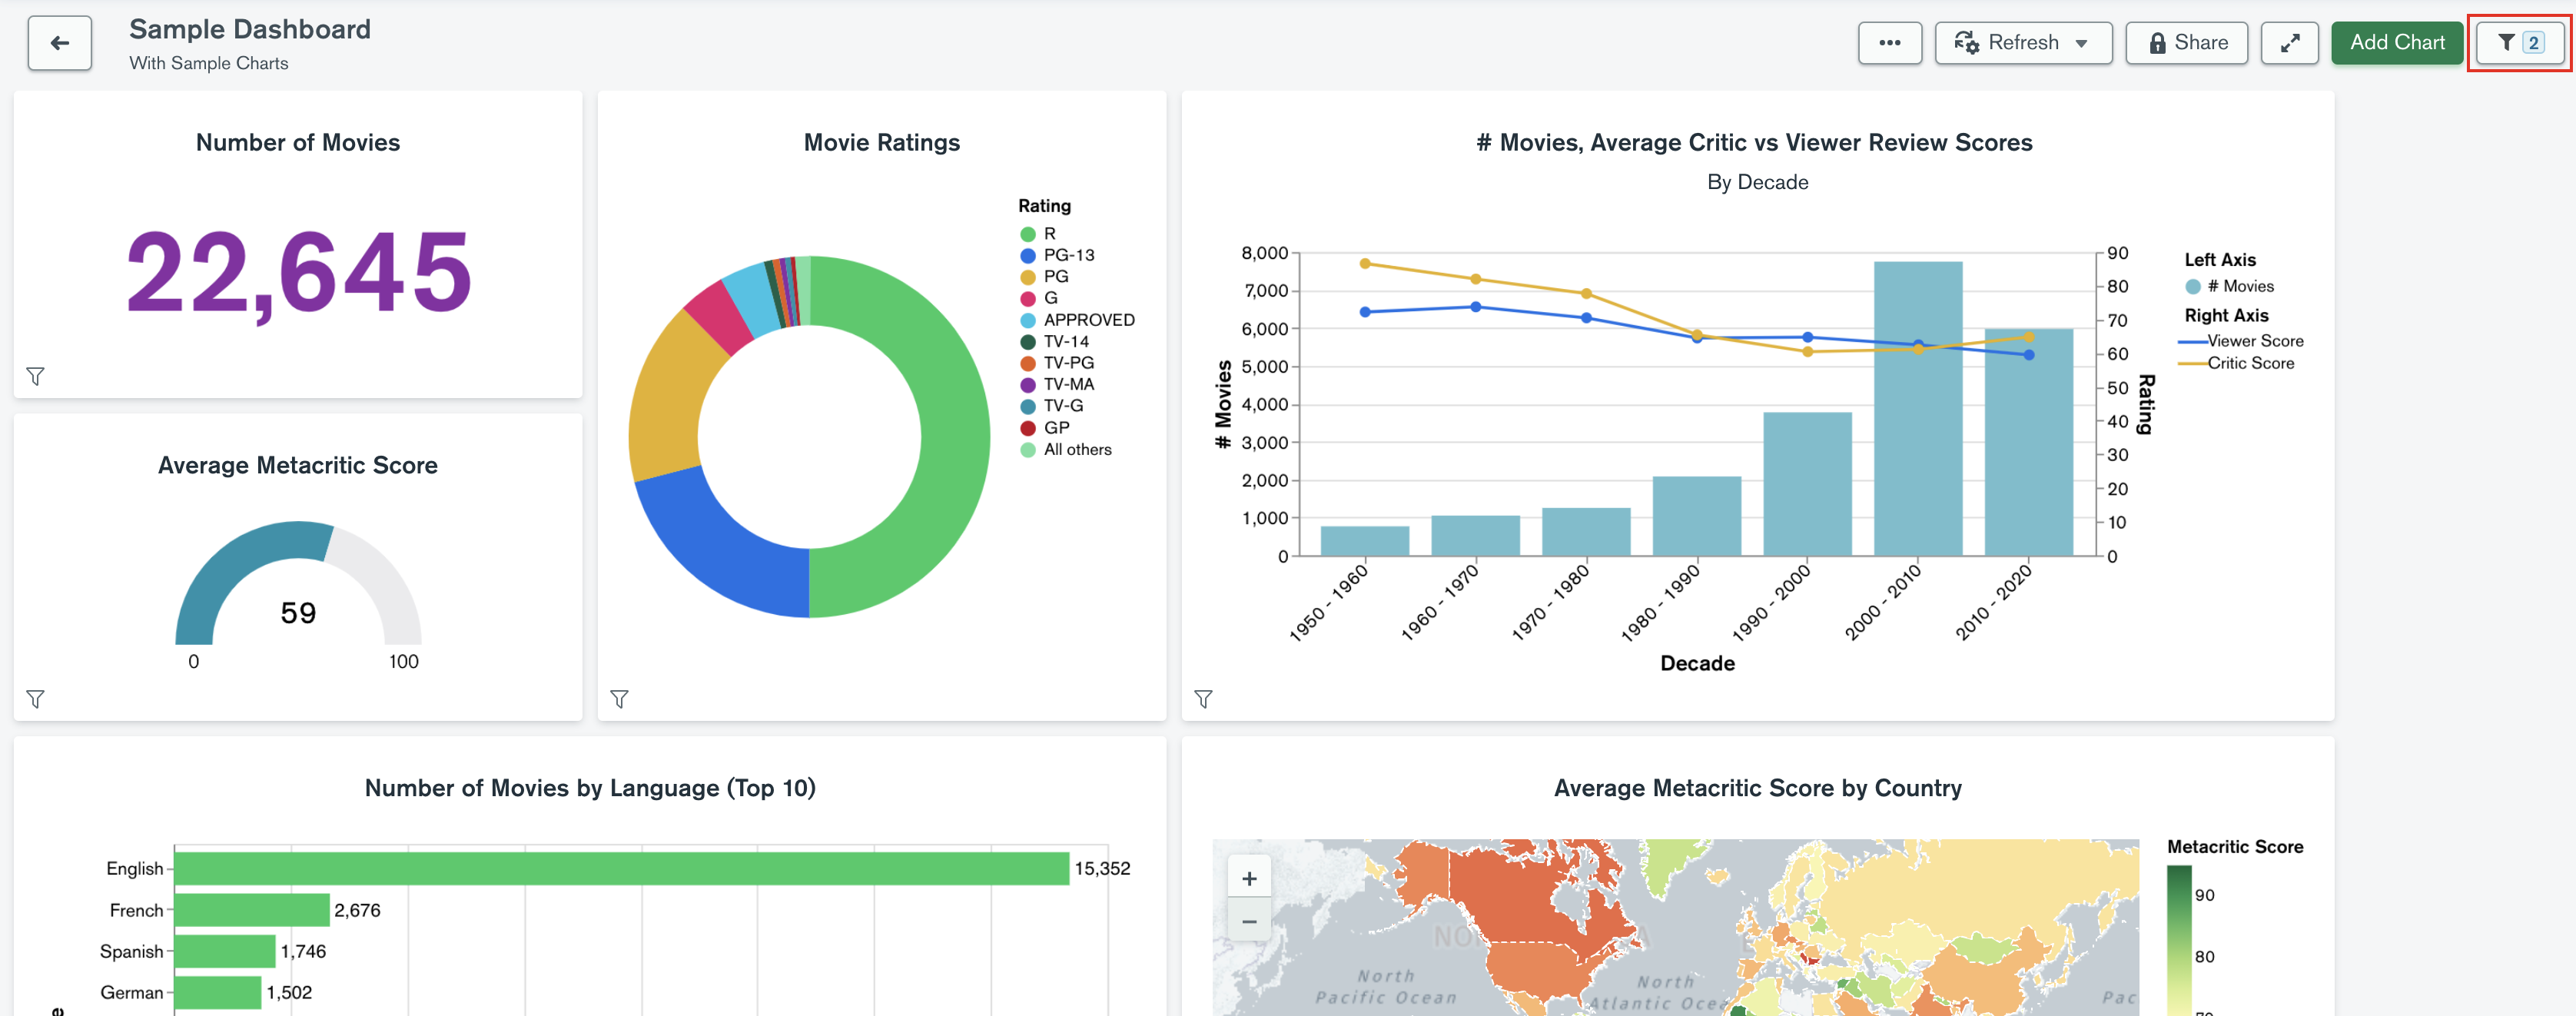 Sample Dashboard
With Sample Charts
Refresh
Share
Add Chart
2
Number of Movies
22,645
Average Metacritic Score
59
0
100
Movie Ratings
Rating
R
PG-13
PG
G
APPROVED
TV-14
TV-PG
TV-MA
TV-G
GP
All others
# Movies, Average Critic vs Viewer Review Scores
By Decade
# Movies
8,000
7,000
6,000
5,000
4,000
3,000
2,000
1,000
0
90
80
70
60
50
40
30
20
10
0
Rating
1950 - 1960
1960 - 1970
1970 - 1980
1980 - 1990
1990 - 2000
2000 - 2010
2010 - 2020
Decade
Left Axis
# Movies
Right Axis
Viewer Score
Critic Score
Number of Movies by Language (Top 10)
English
15,352
French
2,676
Spanish
1,746
German
1,502
Average Metacritic Score by Country
+
−
North
Pacific Ocean
North
Atlantic Ocea
Pac
Metacritic Score
90
80